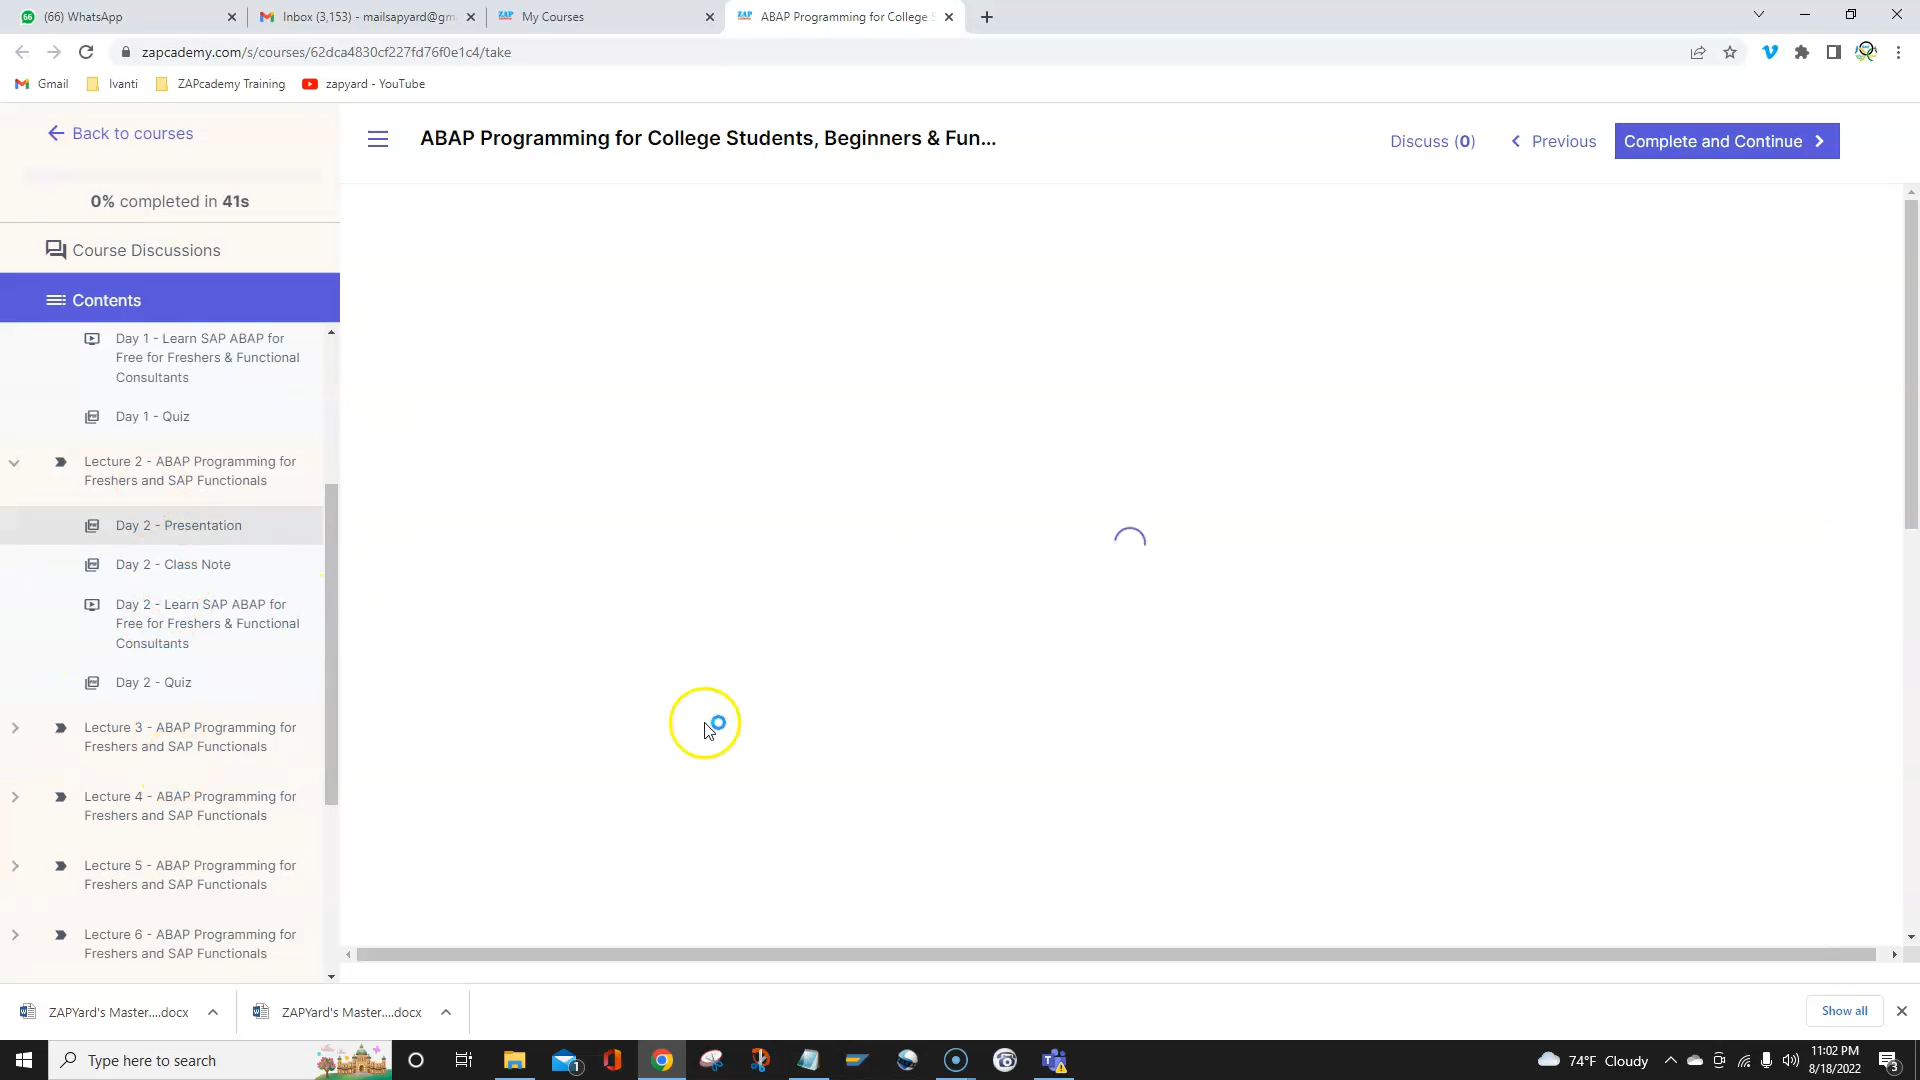 (66) WhatsApp
Inbox (3,153) - mailsapyard@gm
My Courses
ABAP Programming for College S
zapcademy.com/s/courses/62dca4830cf227fd76f0e1c4/take
Gmail
Ivanti
ZAPcademy Training
zapyard - YouTube
Back to courses
ABAP Programming for College Students, Beginners & Fun...
Discuss (0)
Previous
Complete and Continue
0% completed in 41s
Course Discussions
Contents
Day 1 - Learn SAP ABAP for
Free for Freshers & Functional
Consultants
Day 1 - Quiz
Lecture 2 - ABAP Programming for
Freshers and SAP Functionals
Day 2 - Presentation
Day 2 - Class Note
Day 2 - Learn SAP ABAP for
Free for Freshers & Functional
Consultants
Day 2 - Quiz
Lecture 3 - ABAP Programming for
Freshers and SAP Functionals
Lecture 4 - ABAP Programming for
Freshers and SAP Functionals
Lecture 5 - ABAP Programming for
Freshers and SAP Functionals
Lecture 6 - ABAP Programming for
Freshers and SAP Functionals
ZAPYard's Master....docx
ZAPYard's Master....docx
Show all
Type here to search
1
74°F Cloudy
11:02 PM
8/18/2022
3